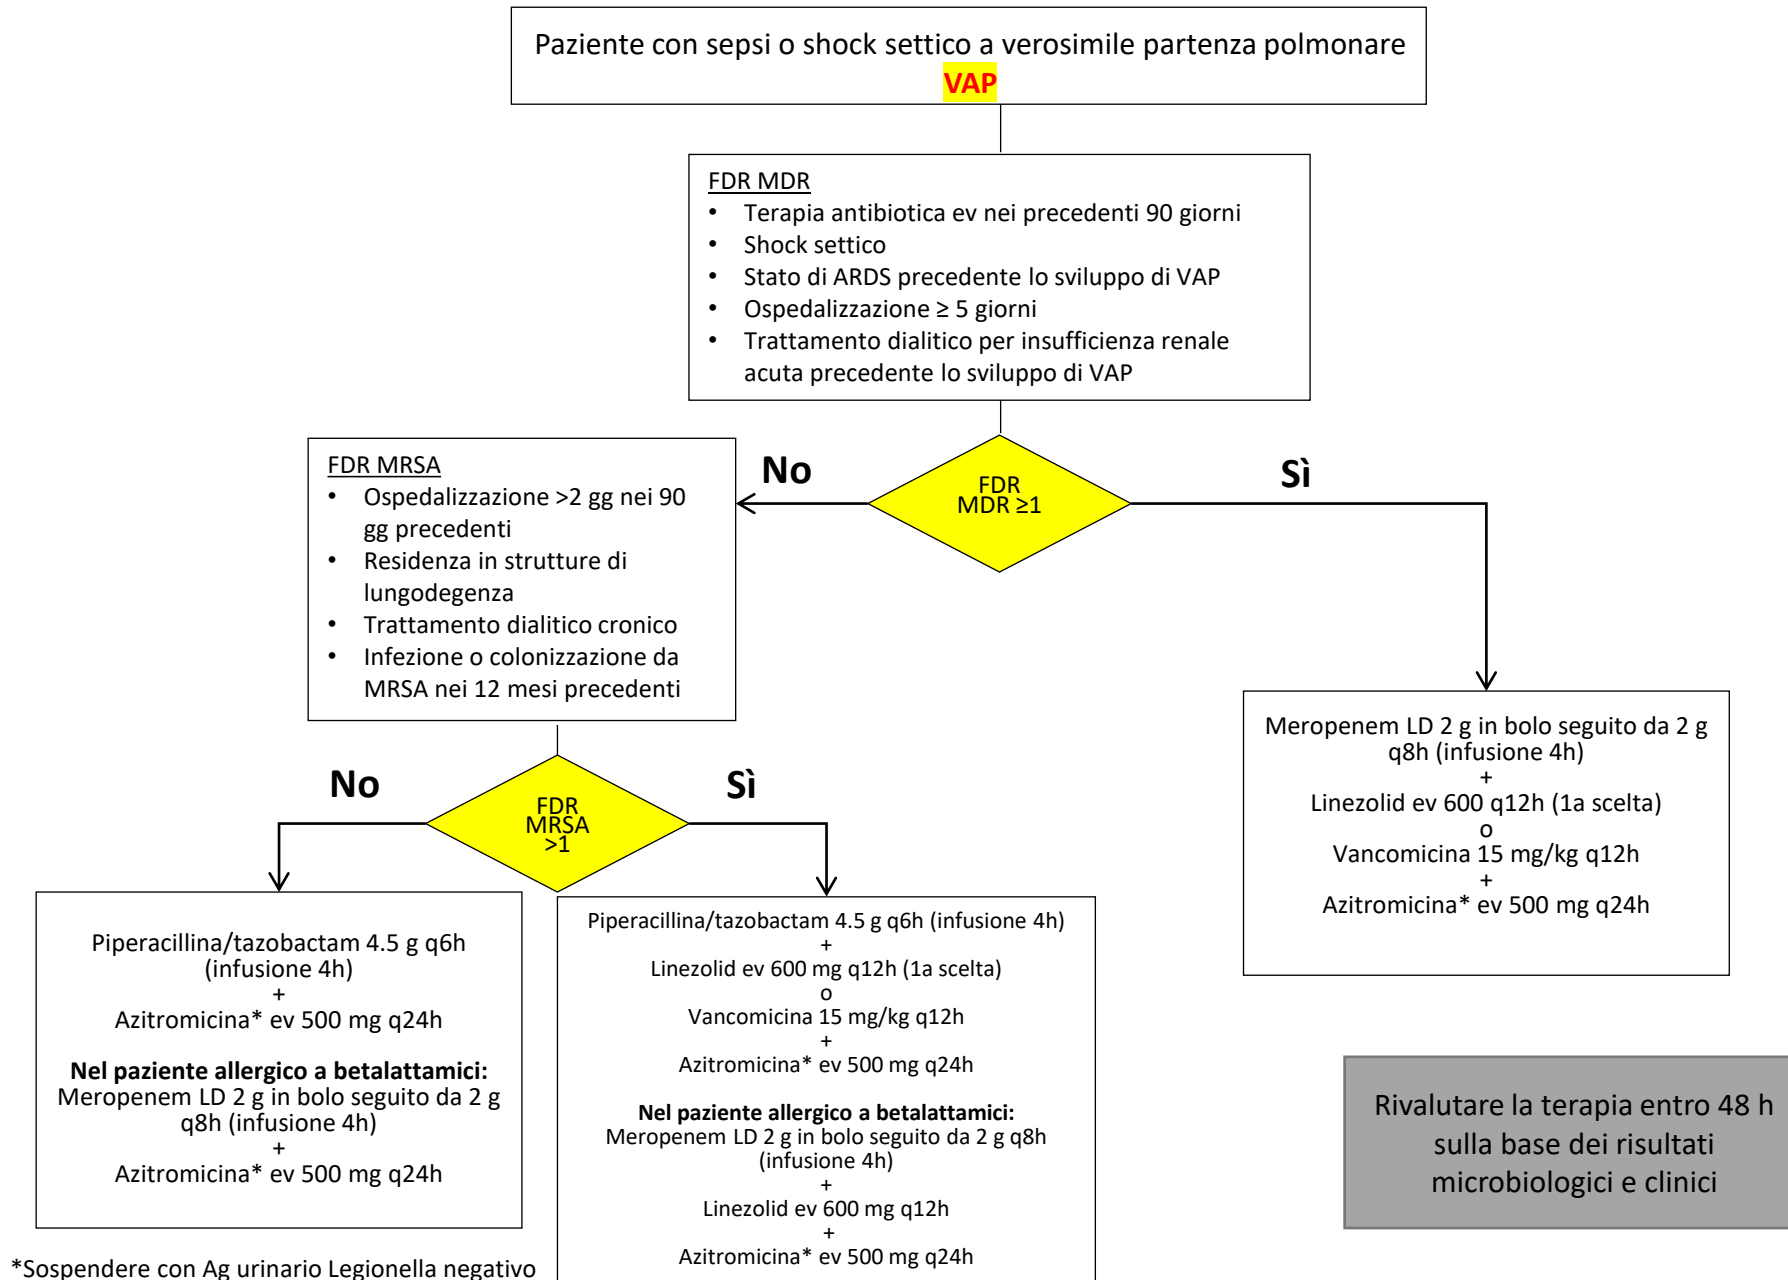 Paziente con sepsi o shock settico a verosimile partenza polmonare
VAP
FDR MDR
• Terapia antibiotica ev nei precedenti 90 giorni
• Shock settico
• Stato di ARDS precedente lo sviluppo di VAP
• Ospedalizzazione ≥ 5 giorni
• Trattamento dialitico per insufficienza renale
acuta precedente lo sviluppo di VAP
No
FDR
MDR ≥1
Sì
FDR MRSA
• Ospedalizzazione >2 gg nei 90
gg precedenti
• Residenza in strutture di
lungodegenza
• Trattamento dialitico cronico
• Infezione o colonizzazione da
MRSA nei 12 mesi precedenti
No
FDR
MRSA
>1
Sì
Meropenem LD 2 g in bolo seguito da 2 g
q8h (infusione 4h)
+
Linezolid ev 600 q12h (1a scelta)
o
Vancomicina 15 mg/kg q12h
+
Azitromicina* ev 500 mg q24h
Piperacillina/tazobactam 4.5 g q6h
(infusione 4h)
+
Azitromicina* ev 500 mg q24h
Nel paziente allergico a betalattamici:
Meropenem LD 2 g in bolo seguito da 2 g
q8h (infusione 4h)
+
Azitromicina* ev 500 mg q24h
Piperacillina/tazobactam 4.5 g q6h (infusione 4h)
+
Linezolid ev 600 mg q12h (1a scelta)
o
Vancomicina 15 mg/kg q12h
+
Azitromicina* ev 500 mg q24h
Nel paziente allergico a betalattamici:
Meropenem LD 2 g in bolo seguito da 2 g q8h
(infusione 4h)
+
Linezolid ev 600 mg q12h
+
Azitromicina* ev 500 mg q24h
Rivalutare la terapia entro 48 h
sulla base dei risultati
microbiologici e clinici
*Sospendere con Ag urinario Legionella negativo